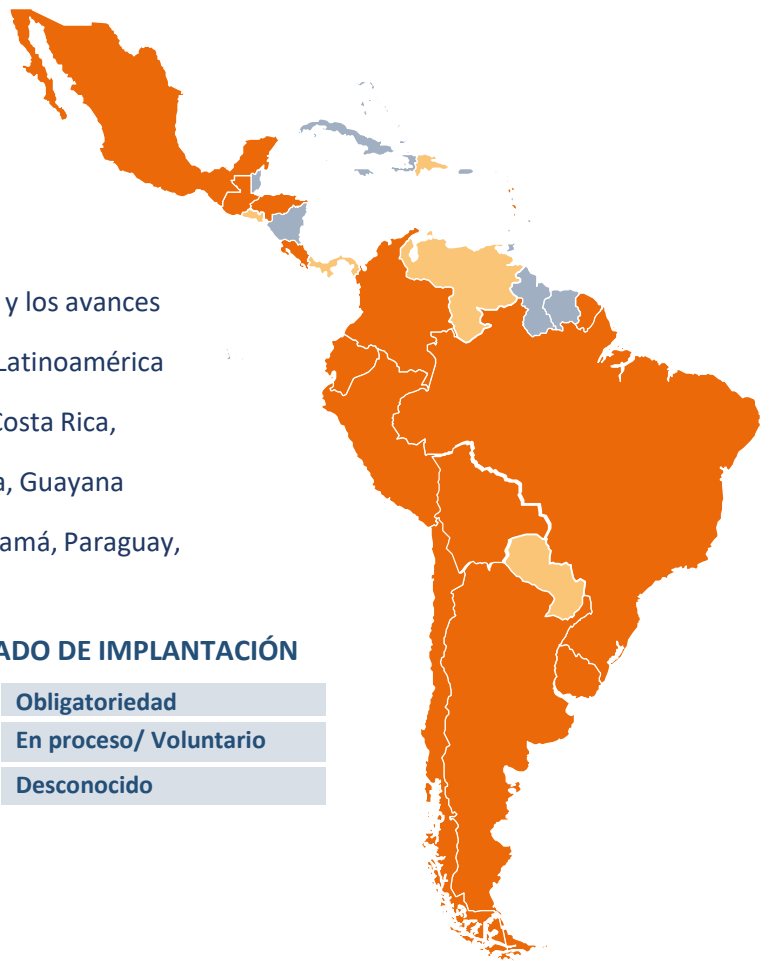 y los avances
Latinoamérica
Costa Rica,
a, Guayana
amá, Paraguay,
ADO DE IMPLANTACIÓN
Obligatoriedad
En proceso/ Voluntario
Desconocido